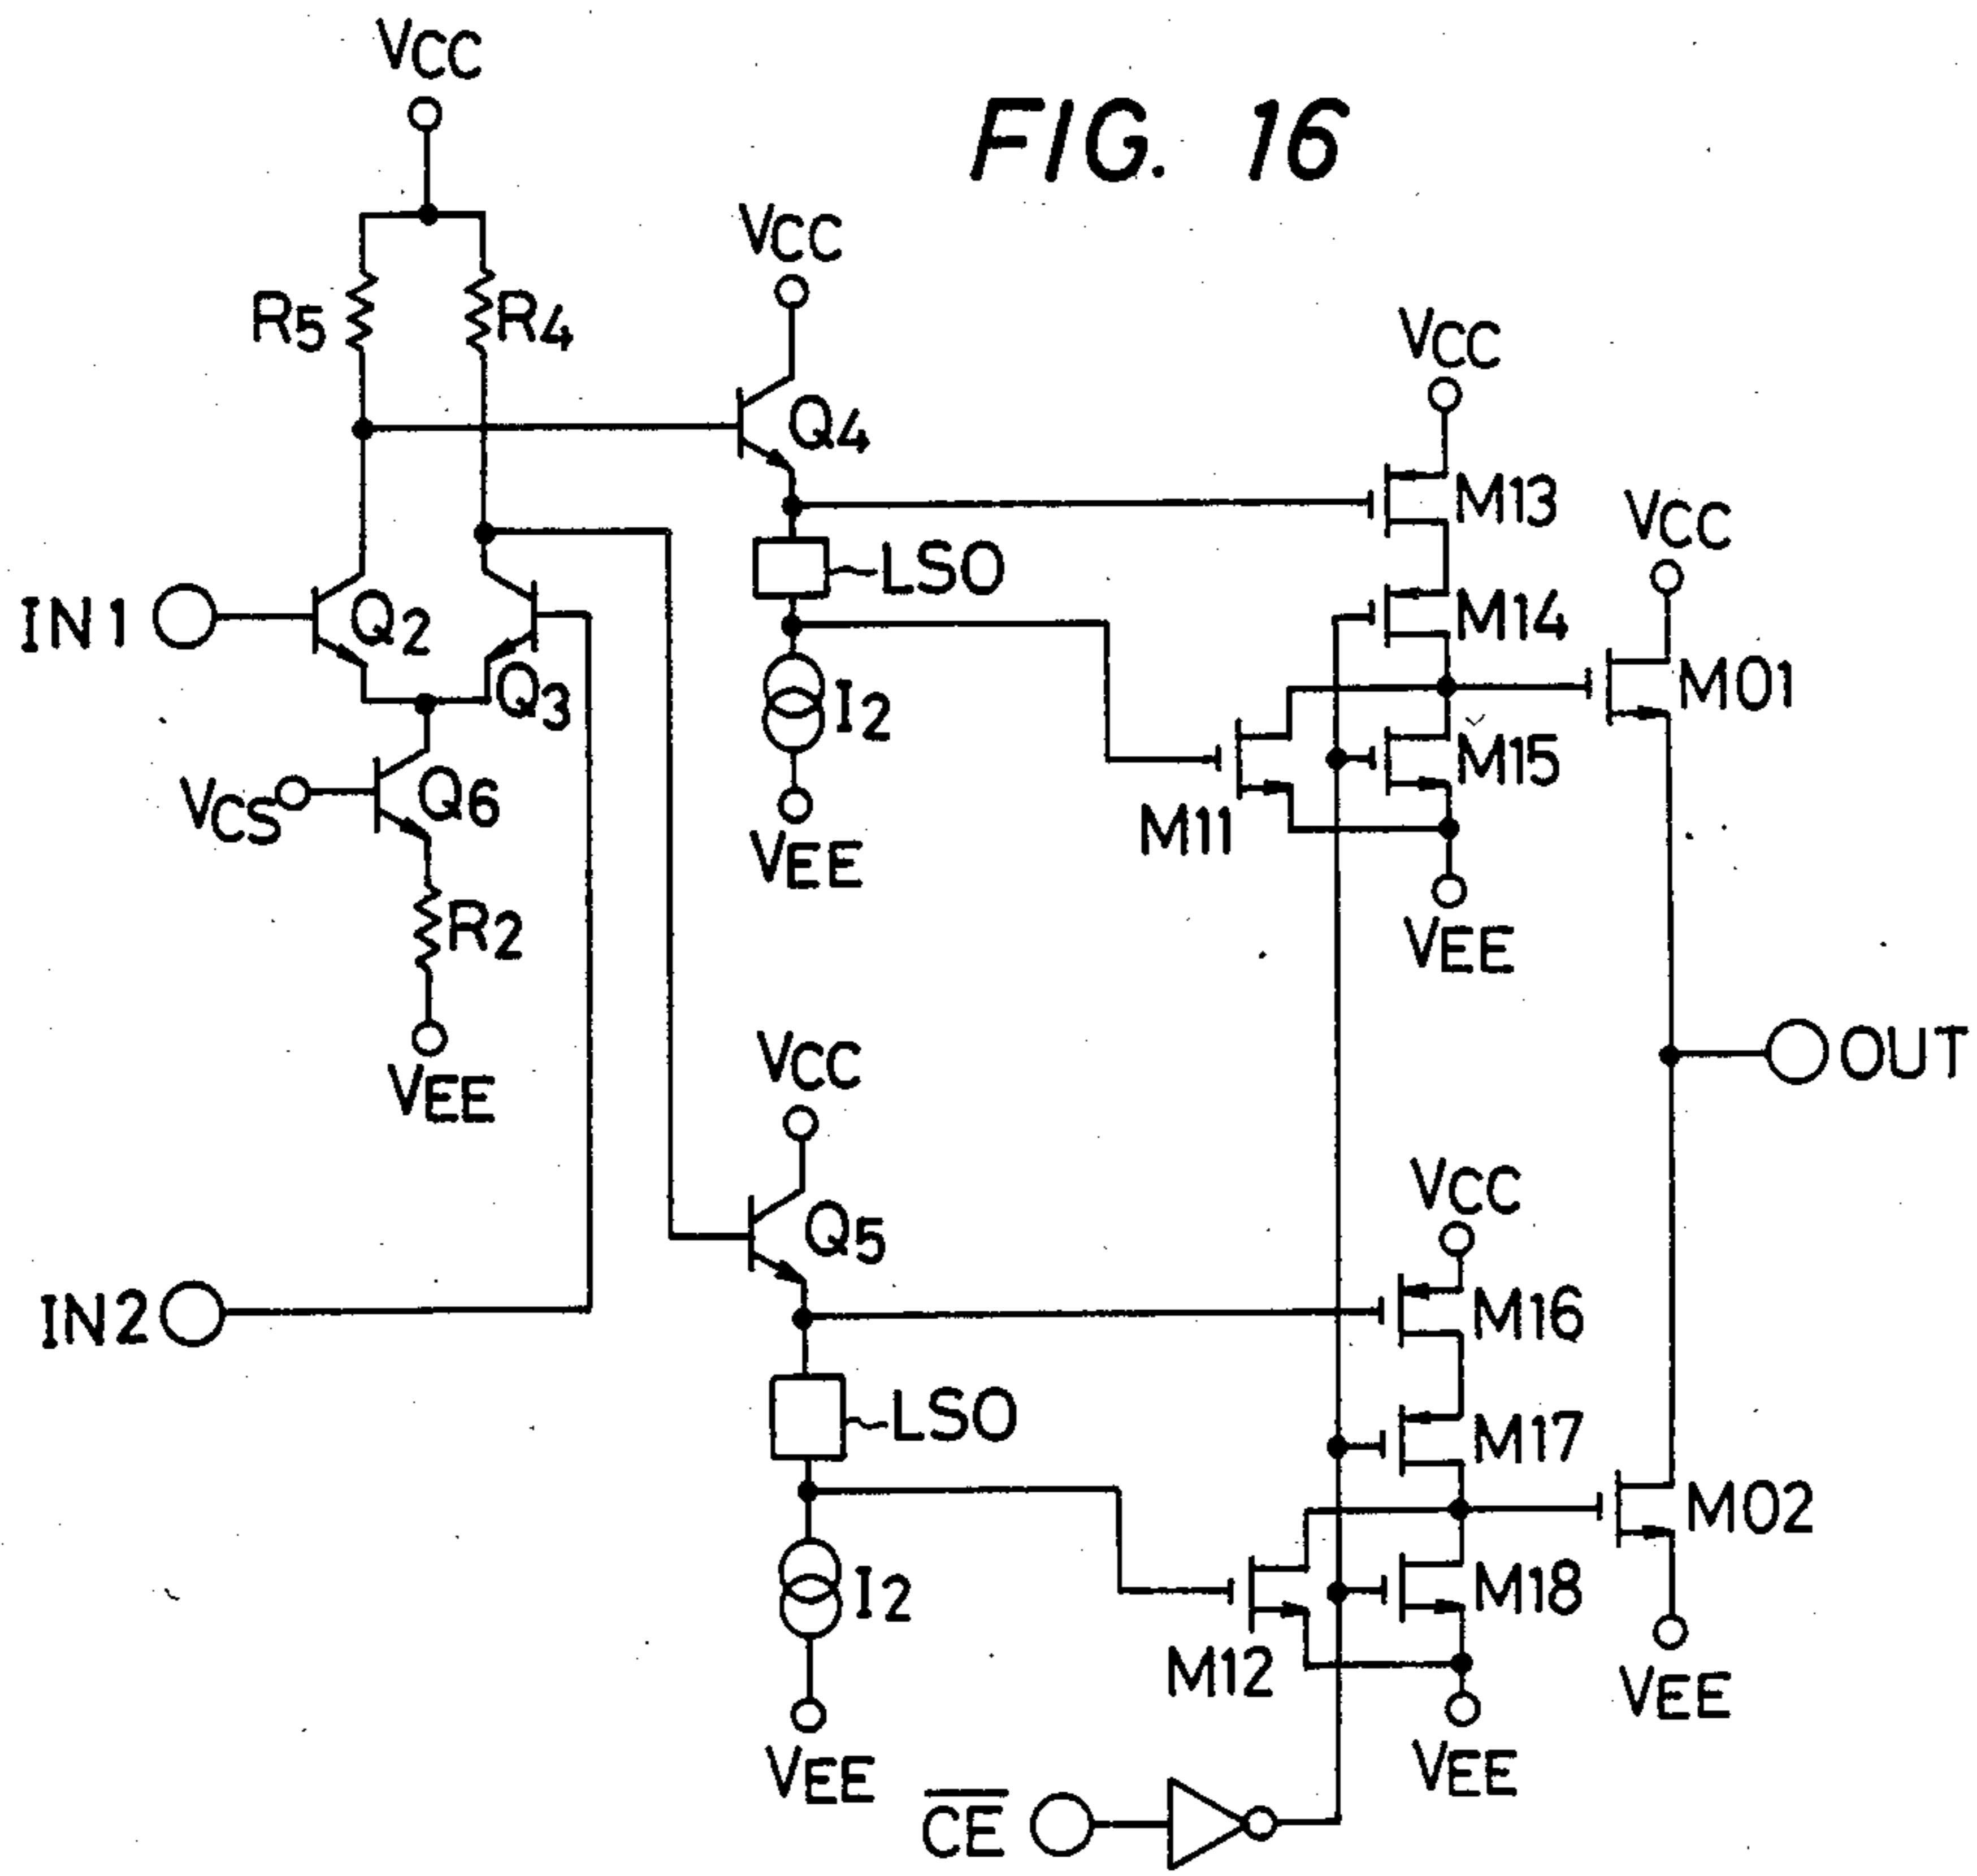 FIG. 16
VCC
VCC
R5
R4
VCC
Q4
M13
VCC
LSO
IN1
Q2
M14
Q3
I2
M01
VCS
Q6
M15
M11
VEE
R2
VEE
OUT
VCC
VEE
VCC
Q5
IN2
M16
LSO
M17
M02
I2
M18
M12
VEE
VEE
VEE
CE